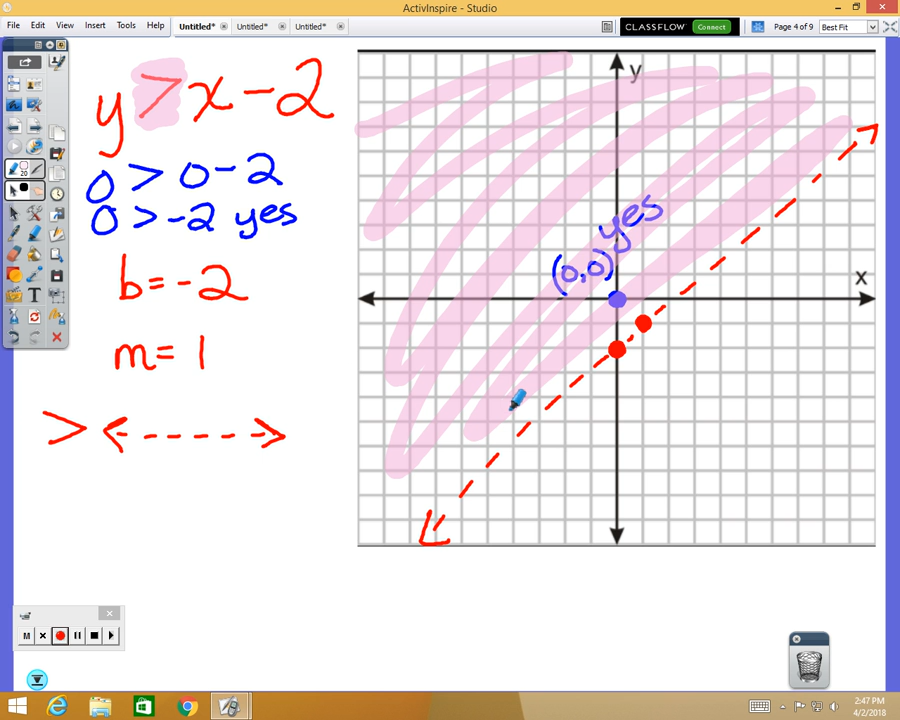 ActivInspire - Studio
File Edit View Insert Tools Help
Untitled* Untitled* Untitled*
CLASSFLOW Connect
Page 4 of 9 Best Fit
y > x - 2
0 > 0 - 2
0 > -2 yes
b = -2
m = 1
> <----->
y
yes
(0,0)
x
20
T
M
2:47 PM
4/2/2018